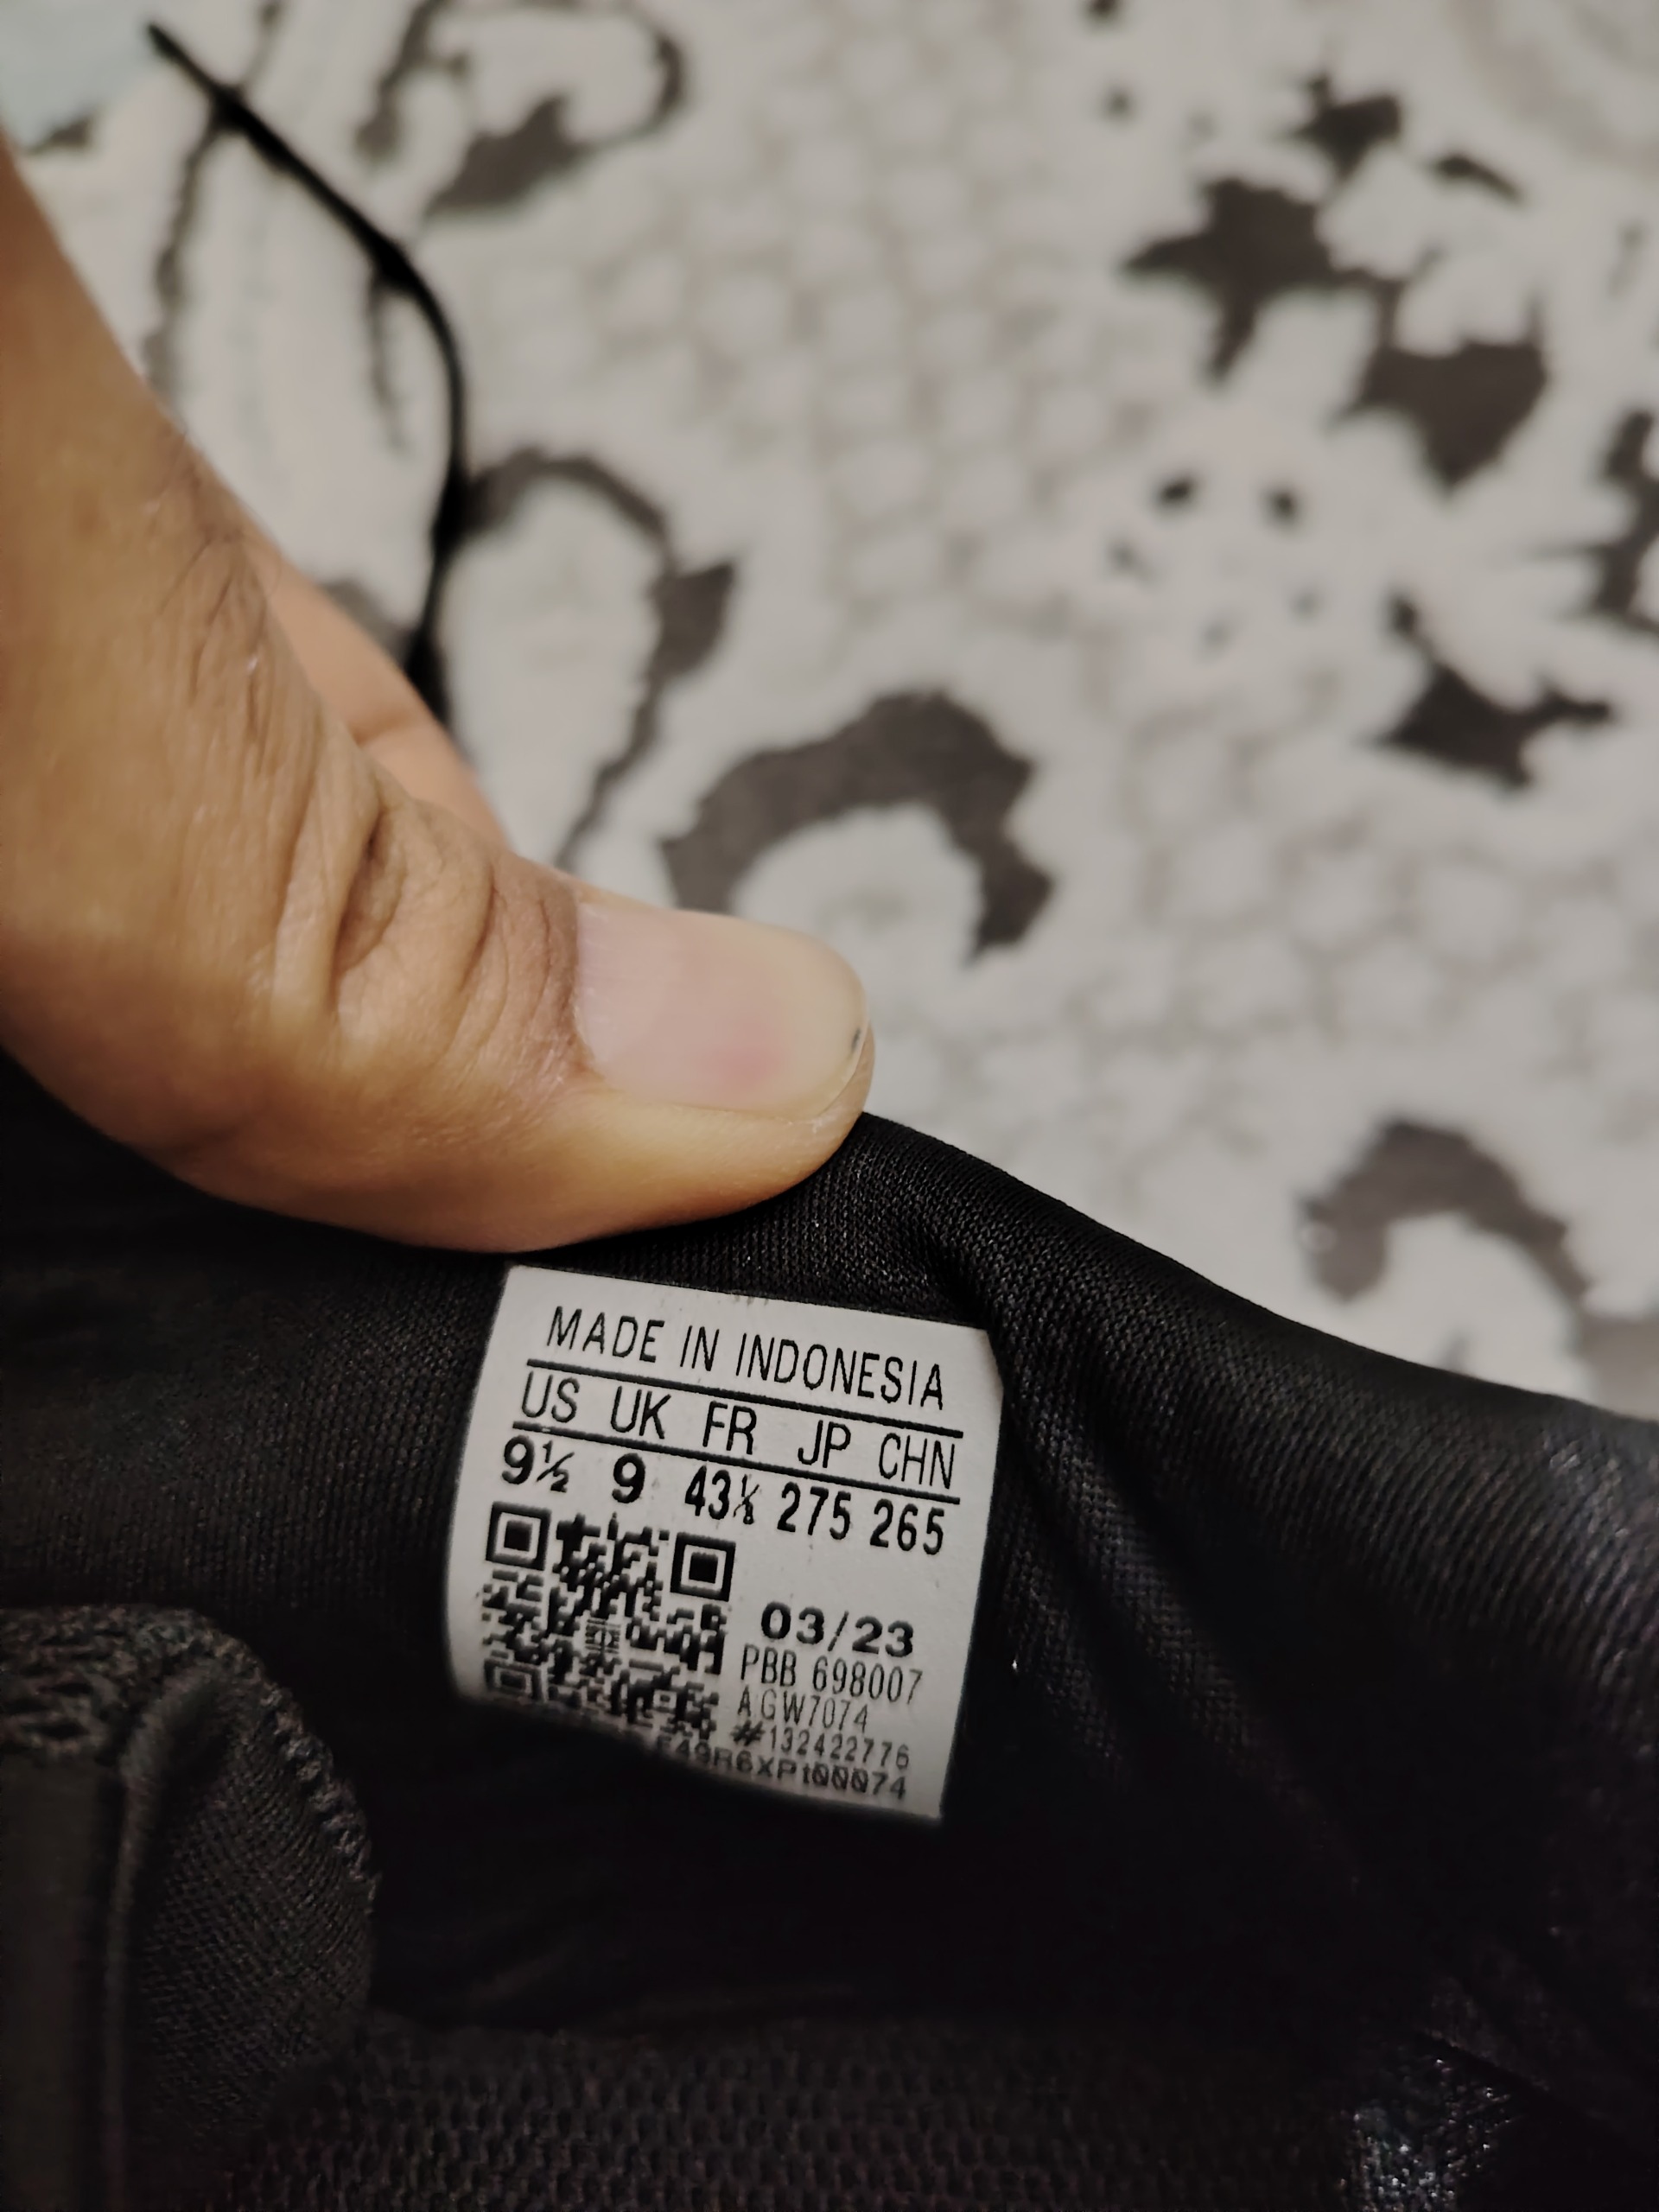 MADE IN INDONESIA
US UK FR JP CHN
9½ 9 43⅓ 275 265
03/23
PBB 698007
AGW7074
#132422776